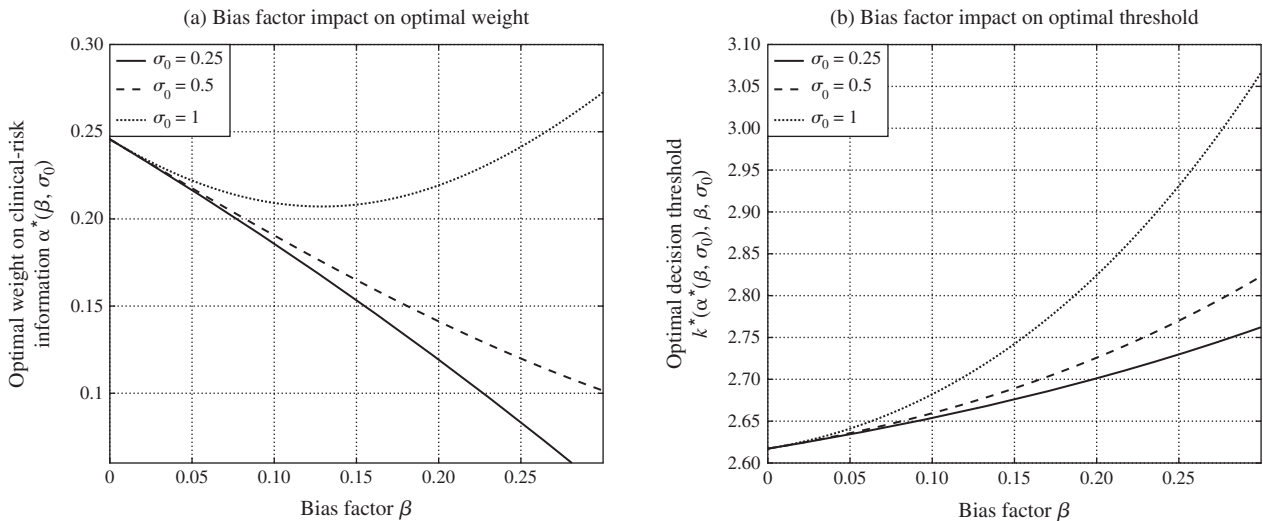 (a) Bias factor impact on optimal weight
0.30
0.25
0.20
0.15
0.1
σ0 = 0.25
σ0 = 0.5
σ0 = 1
Optimal weight on clinical-risk
information α*(β, σ0)
0
0.05
0.10
0.15
0.20
0.25
Bias factor β
(b) Bias factor impact on optimal threshold
3.10
3.05
3.00
2.95
2.90
2.85
2.80
2.75
2.70
2.65
2.60
σ0 = 0.25
σ0 = 0.5
σ0 = 1
Optimal decision threshold
k*(α*(β, σ0), β, σ0)
0
0.05
0.10
0.15
0.20
0.25
Bias factor β